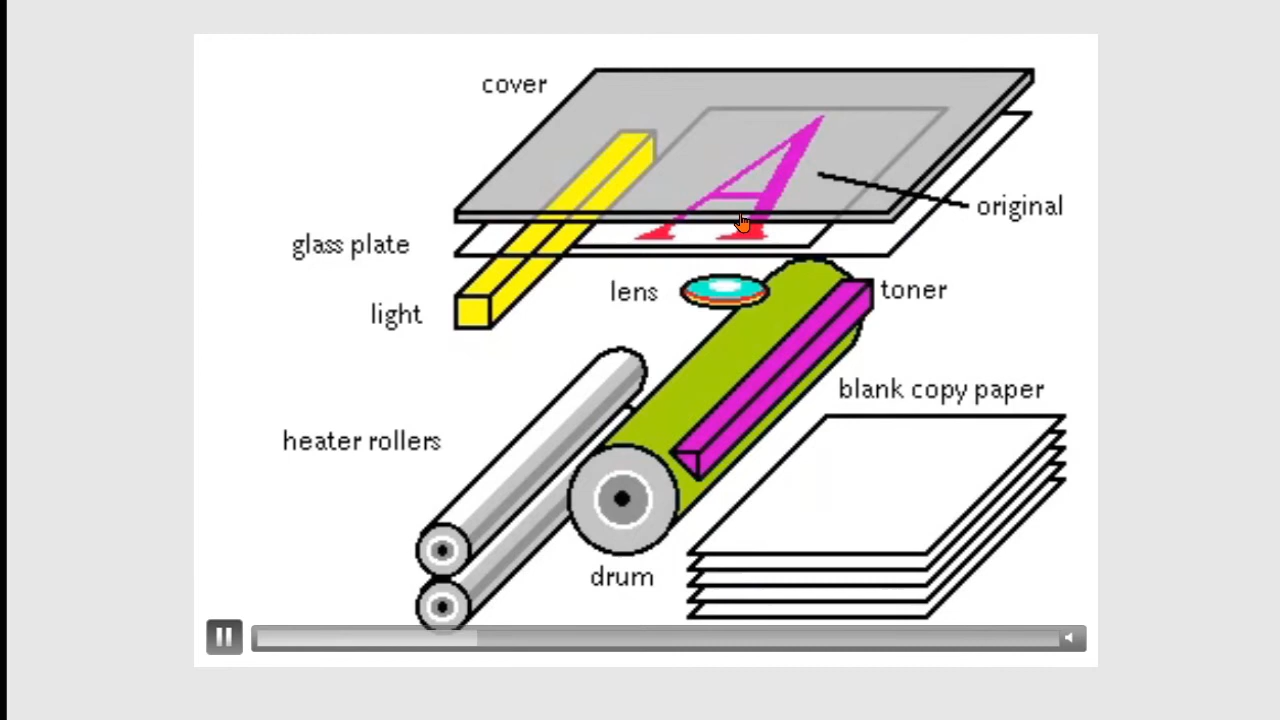 cover
A
original
glass plate
lens
toner
light
blank copy paper
heater rollers
drum